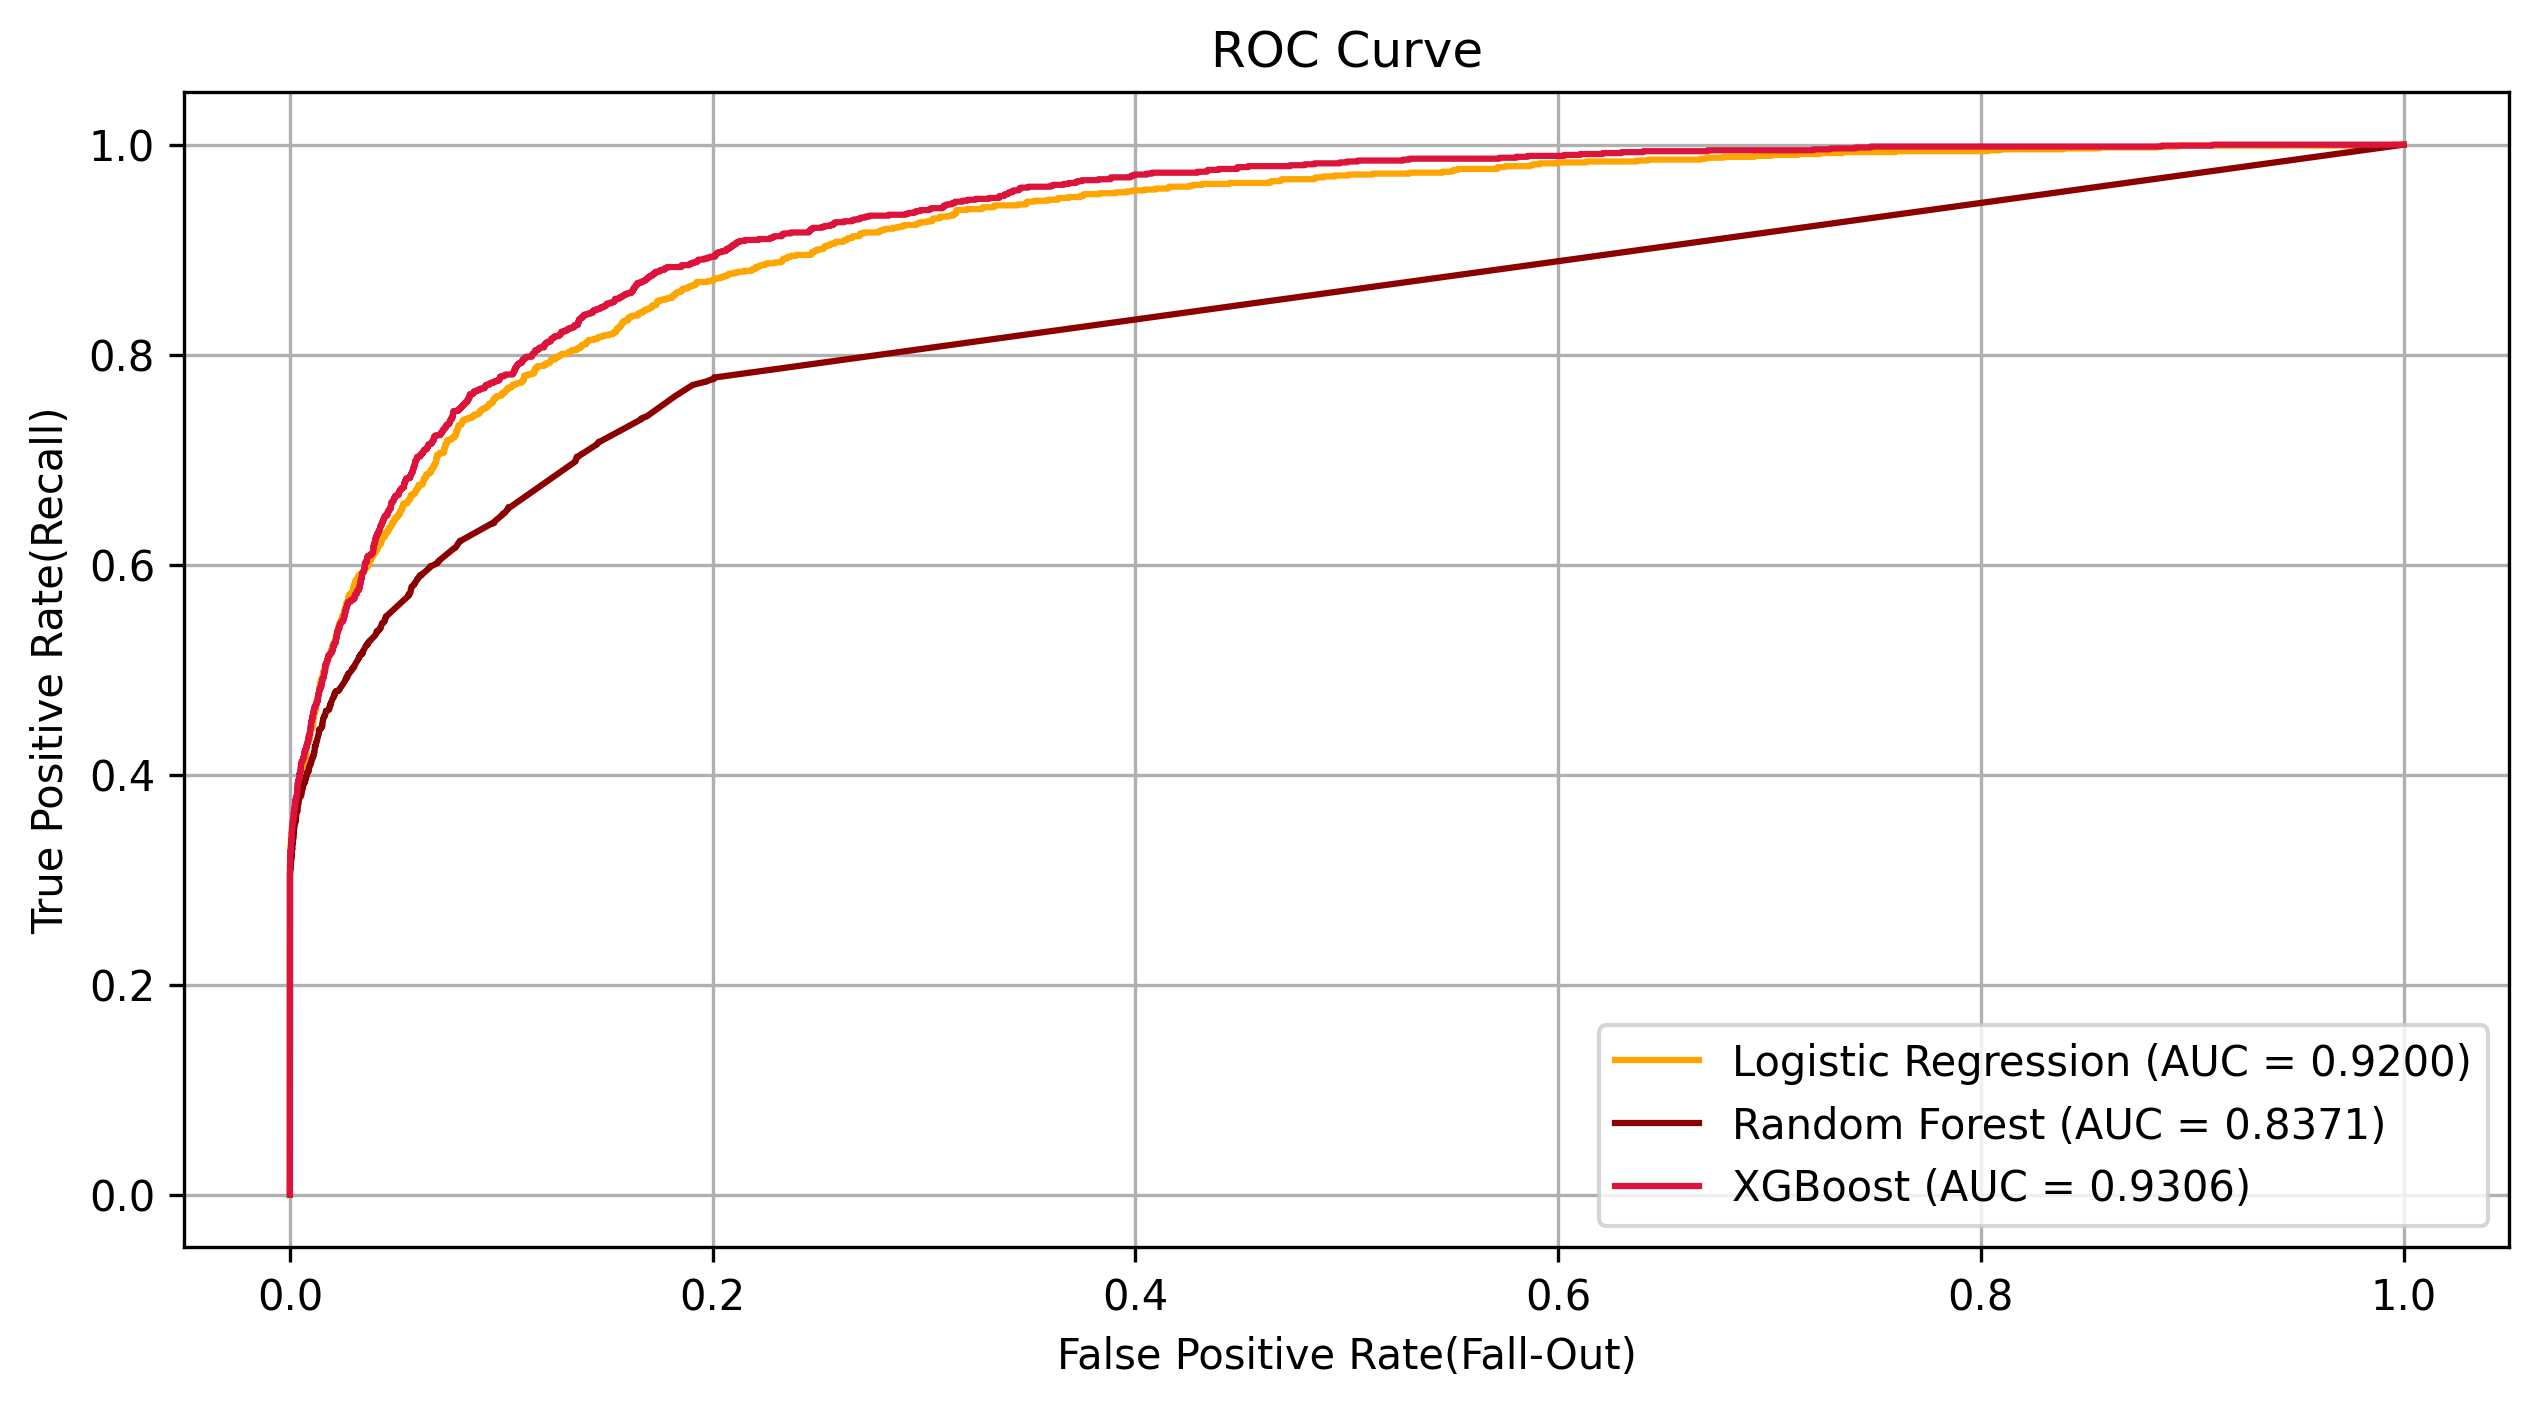 ROC Curve
True Positive Rate(Recall)
1.0
0.8
0.6
0.4
0.2
0.0
Logistic Regression (AUC = 0.9200)
Random Forest (AUC = 0.8371)
XGBoost (AUC = 0.9306)
0.0 0.2 0.4 0.6 0.8 1.0
False Positive Rate(Fall-Out)